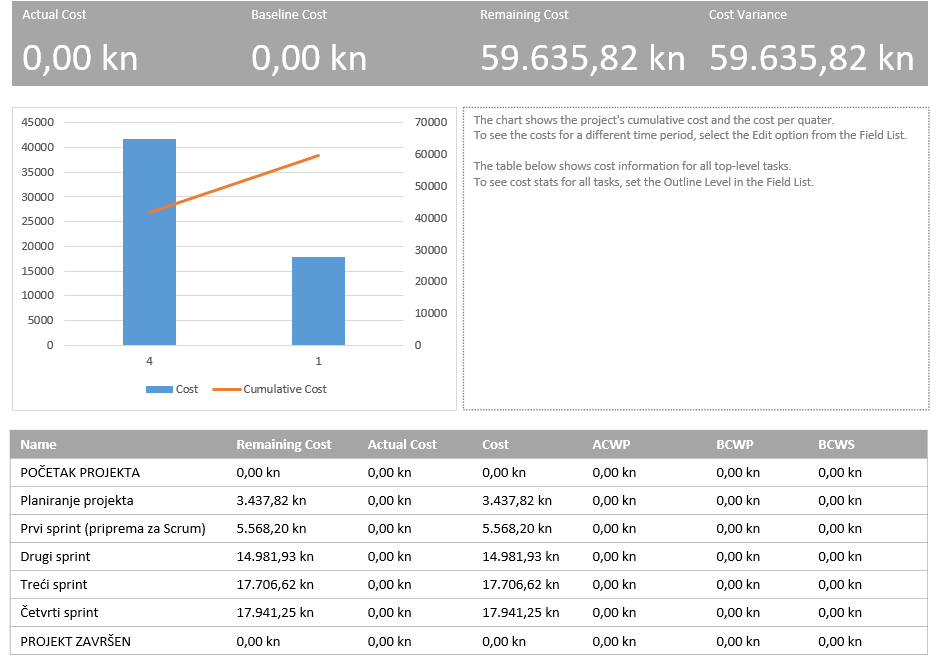 Actual Cost Baseline Cost Remaining Cost Cost Variance
0,00 kn 0,00 kn 59.635,82 kn 59.635,82 kn
45000
40000
35000
30000
25000
20000
15000
10000
5000
0
70000
60000
50000
40000
30000
20000
10000
0
4 1
Cost Cumulative Cost
The chart shows the project's cumulative cost and the cost per quater.
To see the costs for a different time period, select the Edit option from the Field List.
The table below shows cost information for all top-level tasks.
To see cost stats for all tasks, set the Outline Level in the Field List.
Name Remaining Cost Actual Cost Cost ACWP BCWP BCWS
POČETAK PROJEKTA 0,00 kn 0,00 kn 0,00 kn 0,00 kn 0,00 kn 0,00 kn
Planiranje projekta 3.437,82 kn 0,00 kn 3.437,82 kn 0,00 kn 0,00 kn 0,00 kn
Prvi sprint (priprema za Scrum) 5.568,20 kn 0,00 kn 5.568,20 kn 0,00 kn 0,00 kn 0,00 kn
Drugi sprint 14.981,93 kn 0,00 kn 14.981,93 kn 0,00 kn 0,00 kn 0,00 kn
Treći sprint 17.706,62 kn 0,00 kn 17.706,62 kn 0,00 kn 0,00 kn 0,00 kn
Četvrti sprint 17.941,25 kn 0,00 kn 17.941,25 kn 0,00 kn 0,00 kn 0,00 kn
PROJEKT ZAVRŠEN 0,00 kn 0,00 kn 0,00 kn 0,00 kn 0,00 kn 0,00 kn